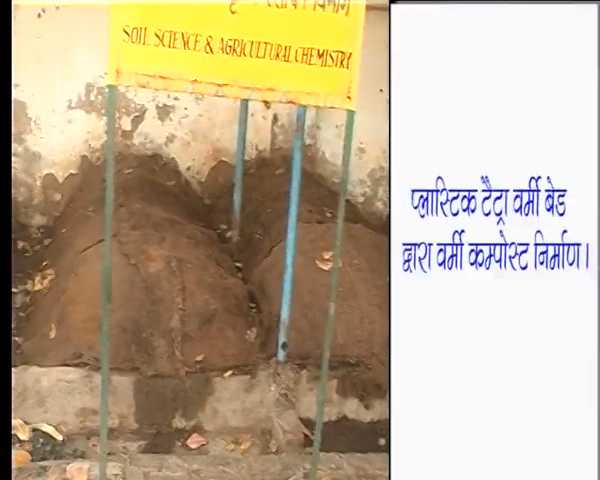 SOIL SCIENCE & AGRICULTURAL CHEMISTRY
प्लास्टिक टैट्रा वर्मी बेड
द्वारा वर्मी कम्पोस्ट निर्माण।